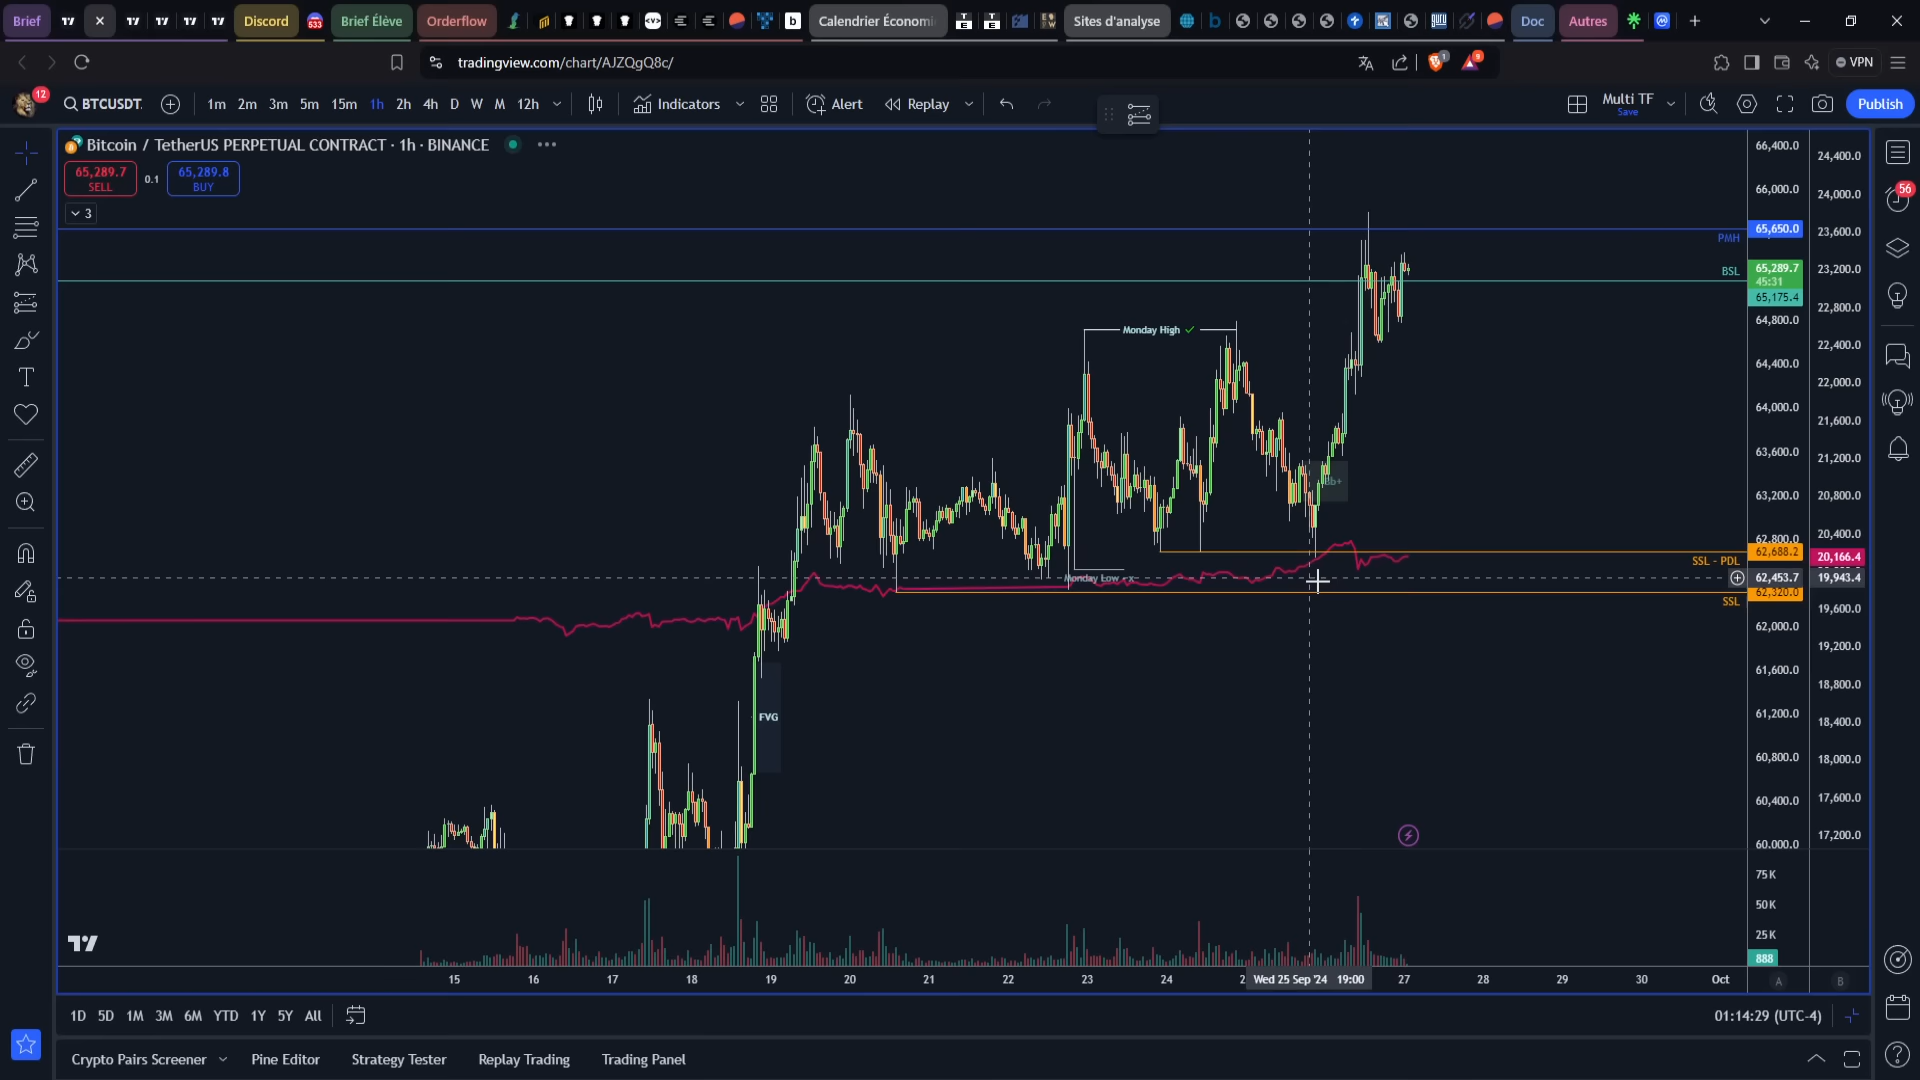 Brief
Discord
533
Brief Élève
Orderflow
b
Calendrier Économi
Sites d'analyse
Doc
Autres
tradingview.com/chart/AJZQgQ8c/
VPN
12
BTCUSDT.
1m 2m 3m 5m 15m 1h 2h 4h D W M 12h
Indicators
Alert
Replay
Multi TF
Save
Publish
Bitcoin / TetherUS PERPETUAL CONTRACT · 1h · BINANCE
65,289.7
SELL
0.1
65,289.8
BUY
3
Monday High
Monday Low - x
FVG
PMH
BSL
SSL - PDL
SSL
66,400.0
66,000.0
65,650.0
65,289.7
45:31
65,175.4
64,800.0
64,400.0
64,000.0
63,600.0
63,200.0
62,800.0
62,688.2
62,453.7
62,320.0
62,000.0
61,600.0
61,200.0
60,800.0
60,400.0
60,000.0
75K
50K
25K
888
24,400.0
24,000.0
23,600.0
23,200.0
22,800.0
22,400.0
22,000.0
21,600.0
21,200.0
20,800.0
20,400.0
20,166.4
19,943.4
19,600.0
19,200.0
18,800.0
18,400.0
18,000.0
17,600.0
17,200.0
56
15 16 17 18 19 20 21 22 23 24 2 Wed 25 Sep '24 19:00 27 28 29 30 Oct
A
B
1D 5D 1M 3M 6M YTD 1Y 5Y All
01:14:29 (UTC-4)
Crypto Pairs Screener
Pine Editor
Strategy Tester
Replay Trading
Trading Panel